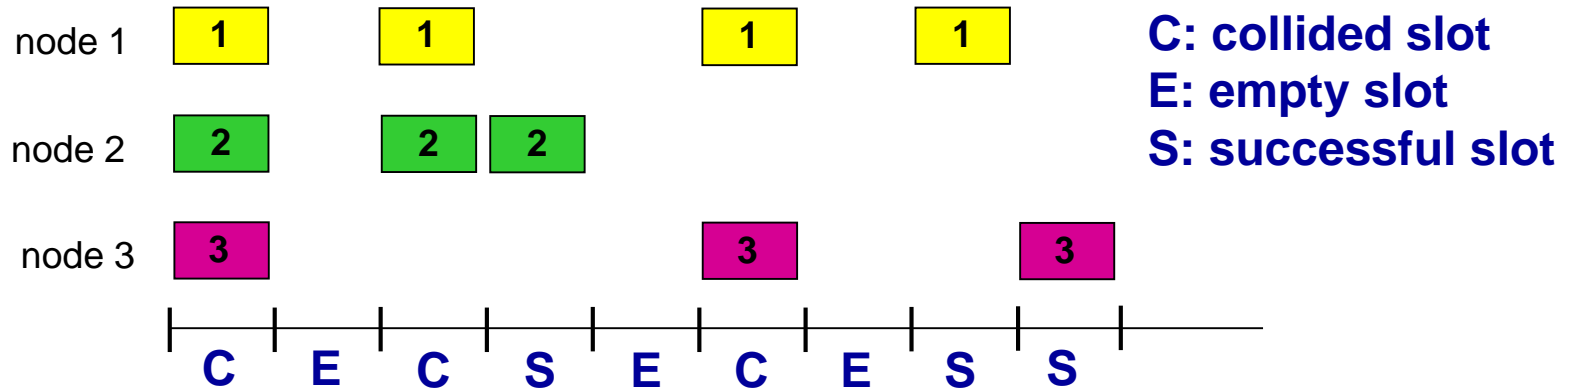 node 1 1 1 1 1
node 2 2 2 2
node 3 3 3 3
C E C S E C E S S
C: collided slot
E: empty slot
S: successful slot